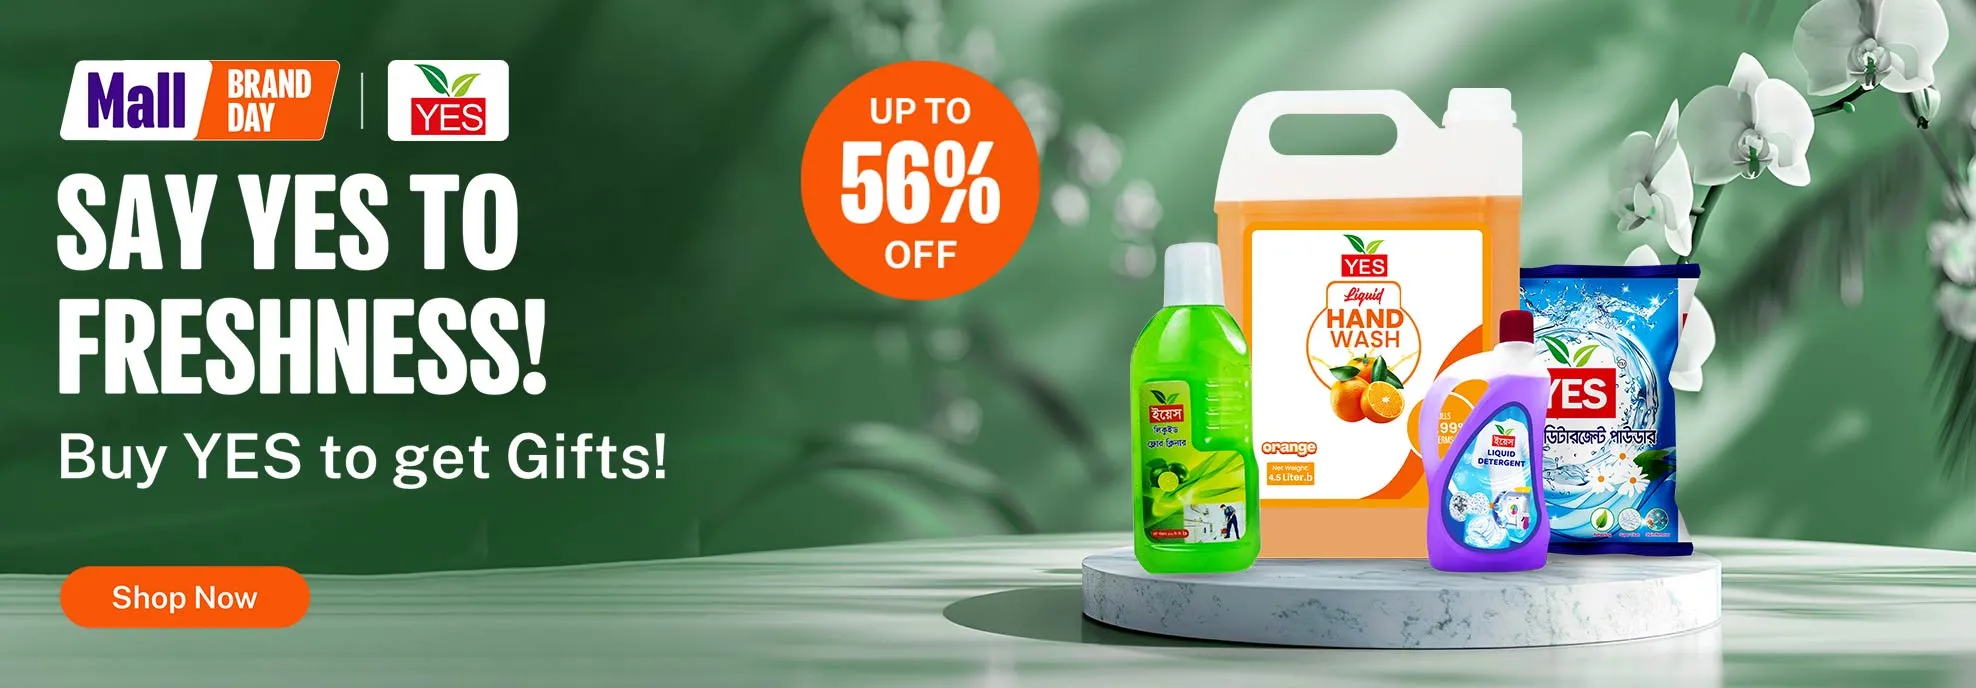 Mall
BRAND
DAY
YES
SAY YES TO
FRESHNESS!
Buy YES to get Gifts!
Shop Now
UP TO
56%
OFF
YES
Liquid
HAND
WASH
orange
Net Weight:
4.5 Liter.b
ইয়েস
লিকুইড
ফ্লোর ক্লিনার
ইয়েস
LIQUID
DETERGENT
YES
ডিটারজেন্ট পাউডার